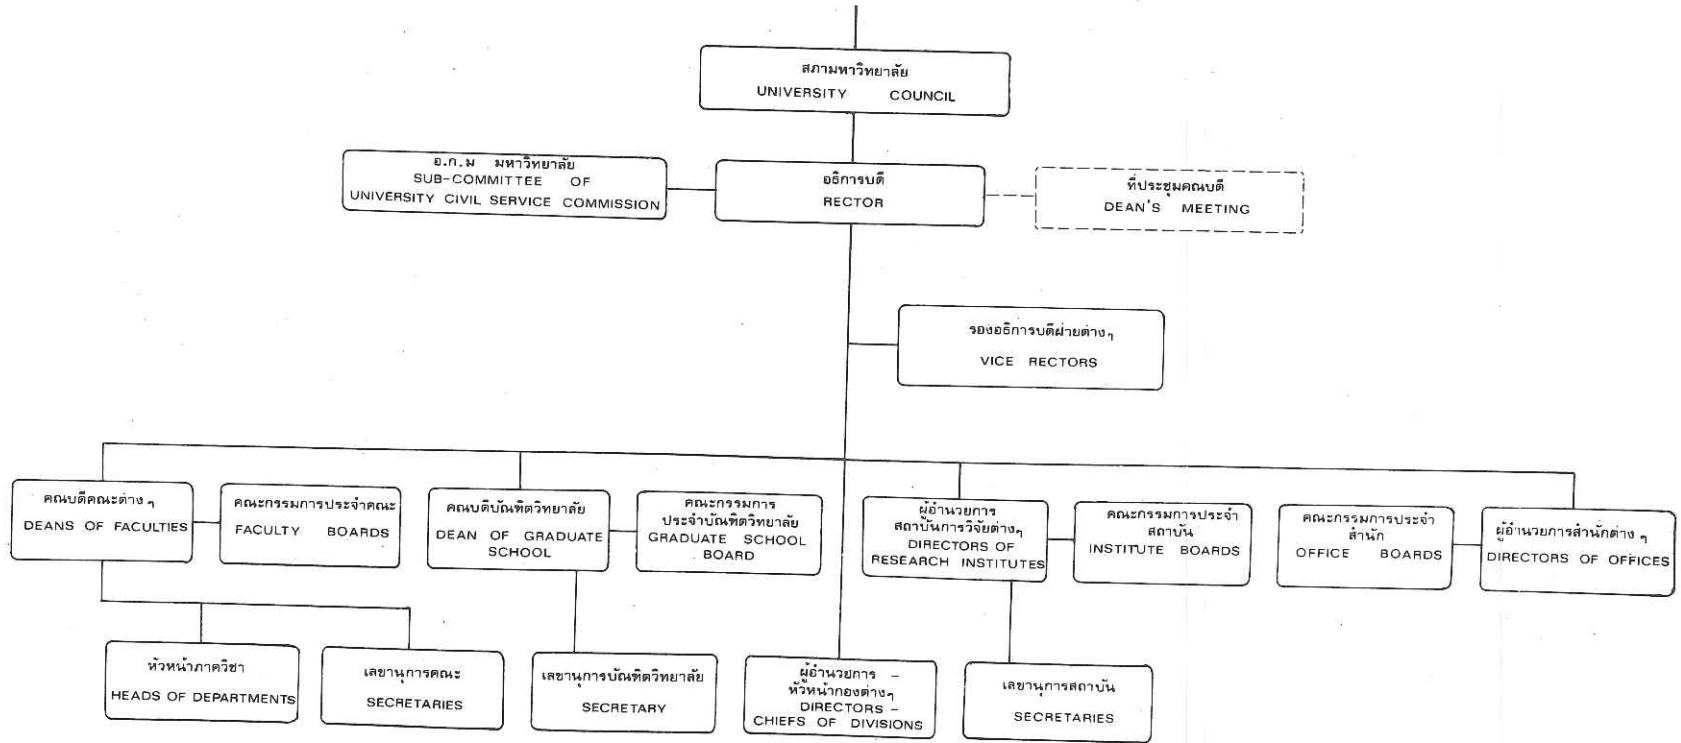 สภามหาวิทยาลัย
UNIVERSITY COUNCIL
อ.ก.ม มหาวิทยาลัย
SUB-COMMITTEE OF
UNIVERSITY CIVIL SERVICE COMMISSION
อธิการบดี
RECTOR
ที่ประชุมคณบดี
DEAN'S MEETING
รองอธิการบดีฝ่ายต่างๆ
VICE RECTORS
คณบดีคณะต่างๆ
DEANS OF FACULTIES
คณะกรรมการประจำคณะ
FACULTY BOARDS
คณบดีบัณฑิตวิทยาลัย
DEAN OF GRADUATE
SCHOOL
คณะกรรมการ
ประจำบัณฑิตวิทยาลัย
GRADUATE SCHOOL
BOARD
ผู้อำนวยการ
สถาบันการวิจัยต่างๆ
DIRECTORS OF
RESEARCH INSTITUTES
คณะกรรมการประจำ
สถาบัน
INSTITUTE BOARDS
คณะกรรมการประจำ
สำนัก
OFFICE BOARDS
ผู้อำนวยการสำนักต่าง ๆ
DIRECTORS OF OFFICES
หัวหน้าภาควิชา
HEADS OF DEPARTMENTS
เลขานุการคณะ
SECRETARIES
เลขานุการบัณฑิตวิทยาลัย
SECRETARY
ผู้อำนวยการ –
หัวหน้ากองต่างๆ
DIRECTORS –
CHIEFS OF DIVISIONS
เลขานุการสถาบัน
SECRETARIES